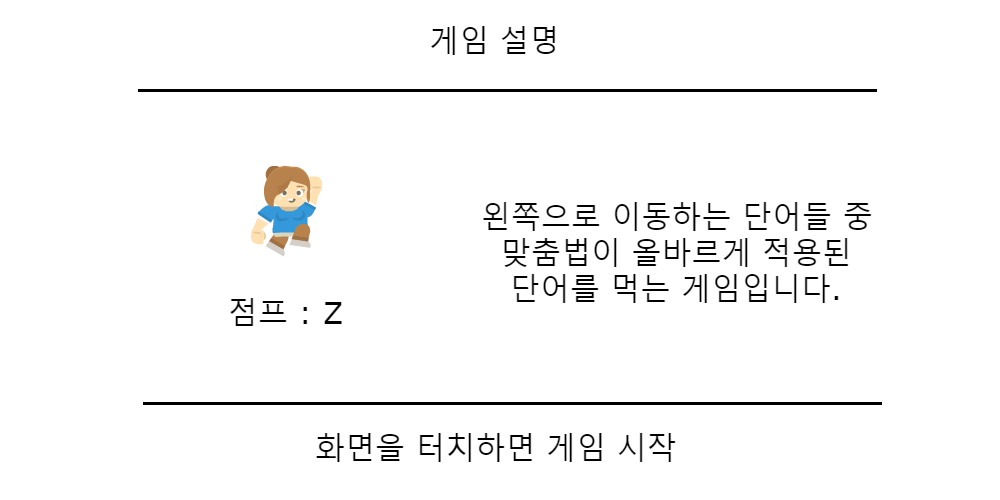 게임 설명
왼쪽으로 이동하는 단어들 중
맞춤법이 올바르게 적용된
단어를 먹는 게임입니다.
점프 : Z
화면을 터치하면 게임 시작